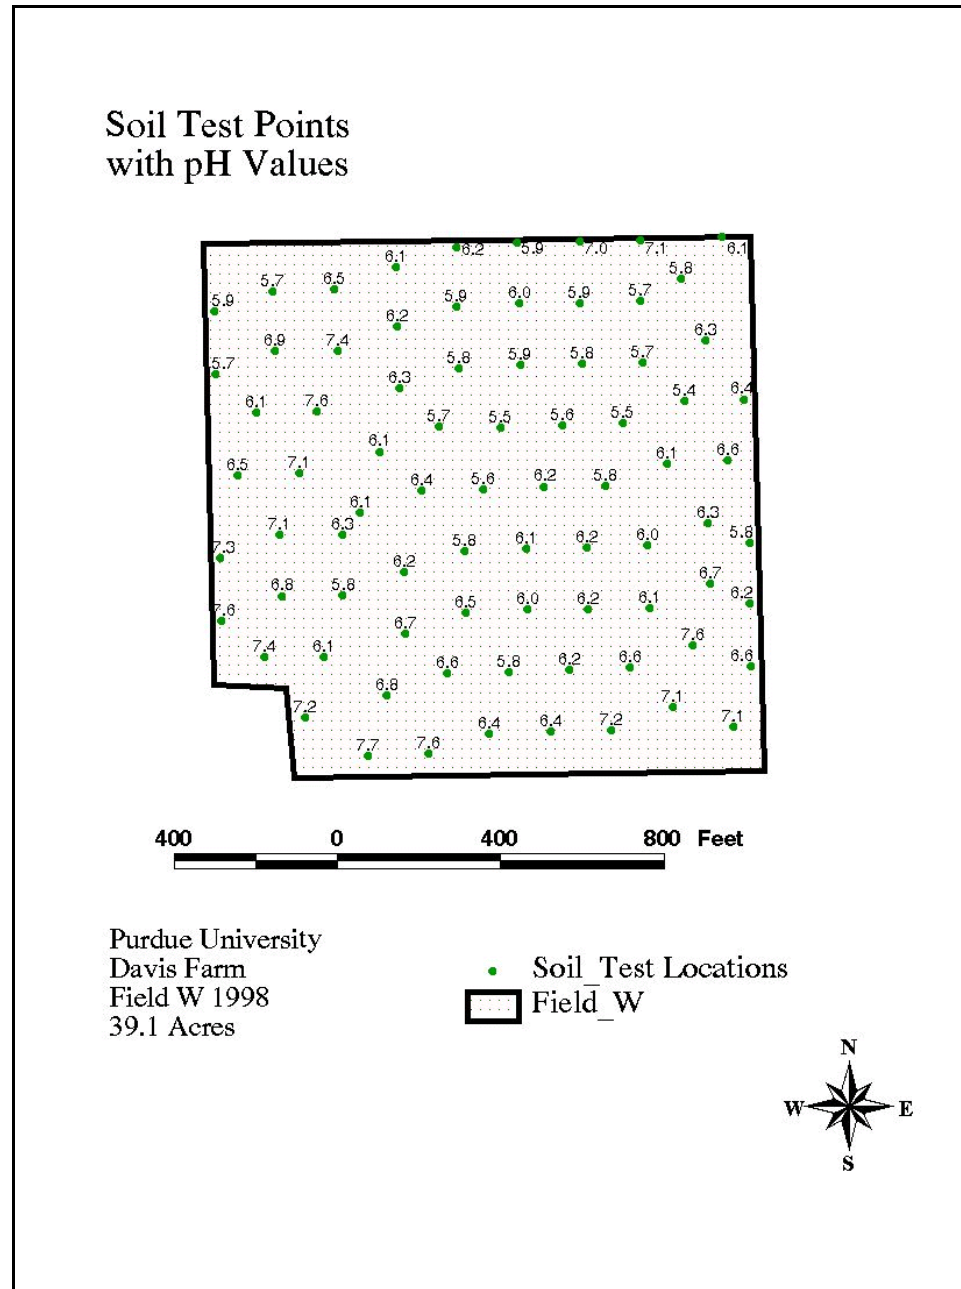 Soil Test Points
with pH Values
6.2 5.9 7.0 7.1 6.1
6.1
5.8
5.7 6.5
5.9 5.9 6.0 5.9 5.7
6.2
6.3
6.9 7.4
5.7 5.8 5.9 5.8 5.7
6.3
5.4 6.4
6.1 7.6
5.7 5.5 5.6 5.5
6.1
6.1 6.6
6.5 7.1
6.4 5.6 6.2 5.8
6.1
6.3
7.1 6.3
7.3 5.8 6.1 6.2 6.0 5.8
6.2
6.7
6.8 5.8
7.6 6.5 6.0 6.2 6.1 6.2
6.7
7.6
7.4 6.1
6.6 5.8 6.2 6.6 6.6
6.8
7.1
7.2
6.4 6.4 7.2 7.1
7.7 7.6
400 0 400 800 Feet
Purdue University
Davis Farm
Field W 1998
39.1 Acres
Soil_Test Locations
Field_W
N
W E
S